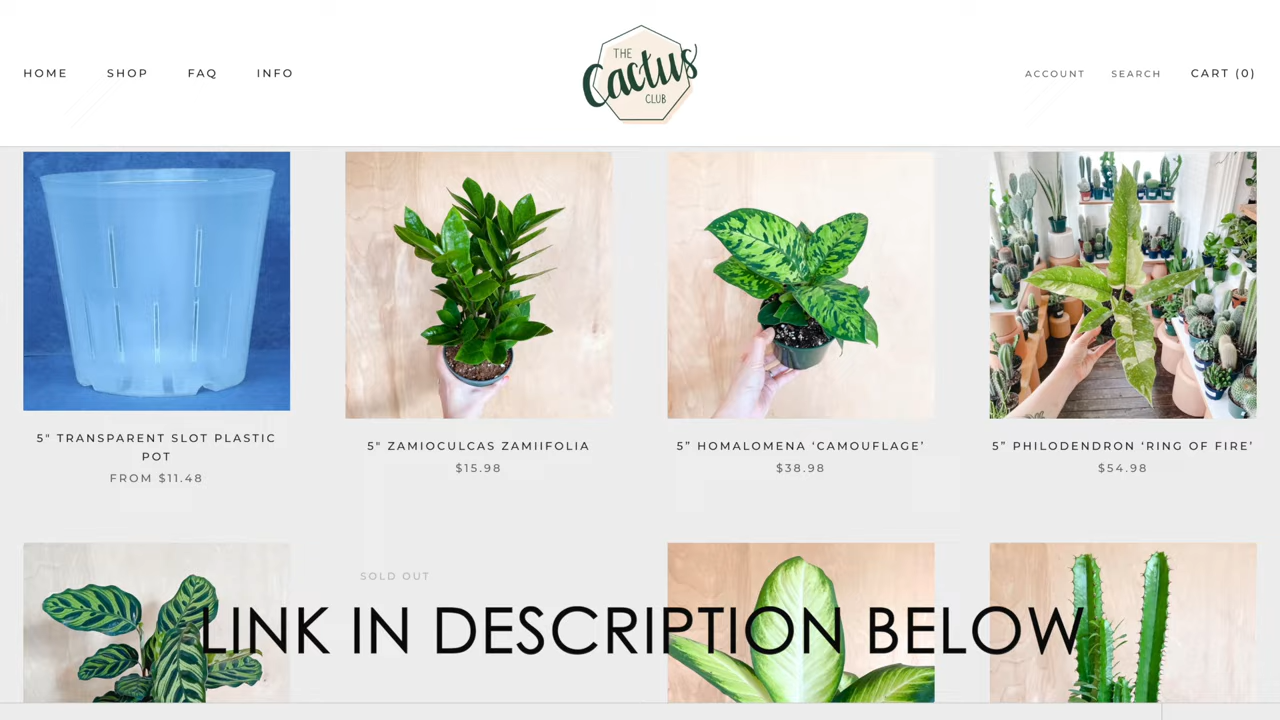 HOME SHOP FAQ INFO
THE
Cactus
CLUB
ACCOUNT SEARCH CART (0)
5" TRANSPARENT SLOT PLASTIC
POT
FROM $11.48
5" ZAMIOCULCAS ZAMIIFOLIA
$15.98
5” HOMALOMENA ‘CAMOUFLAGE’
$38.98
5” PHILODENDRON ‘RING OF FIRE’
$54.98
SOLD OUT
LINK IN DESCRIPTION BELOW